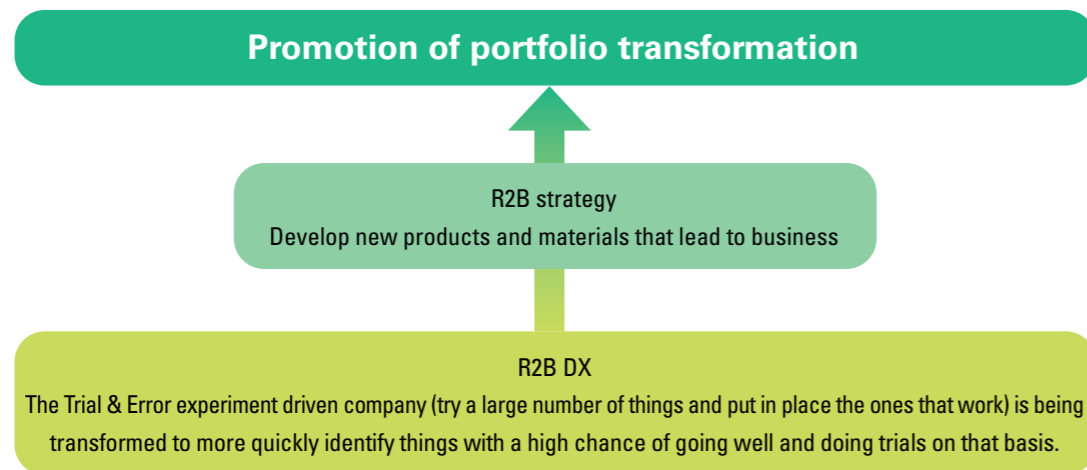 Promotion of portfolio transformation
R2B strategy
Develop new products and materials that lead to business
R2B DX
The Trial & Error experiment driven company (try a large number of things and put in place the ones that work) is being
transformed to more quickly identify things with a high chance of going well and doing trials on that basis.